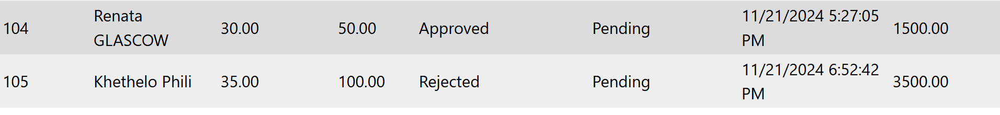 104 Renata GLASCOW 30.00 50.00 Approved Pending 11/21/2024 5:27:05 PM 1500.00
105 Khethelo Phili 35.00 100.00 Rejected Pending 11/21/2024 6:52:42 PM 3500.00